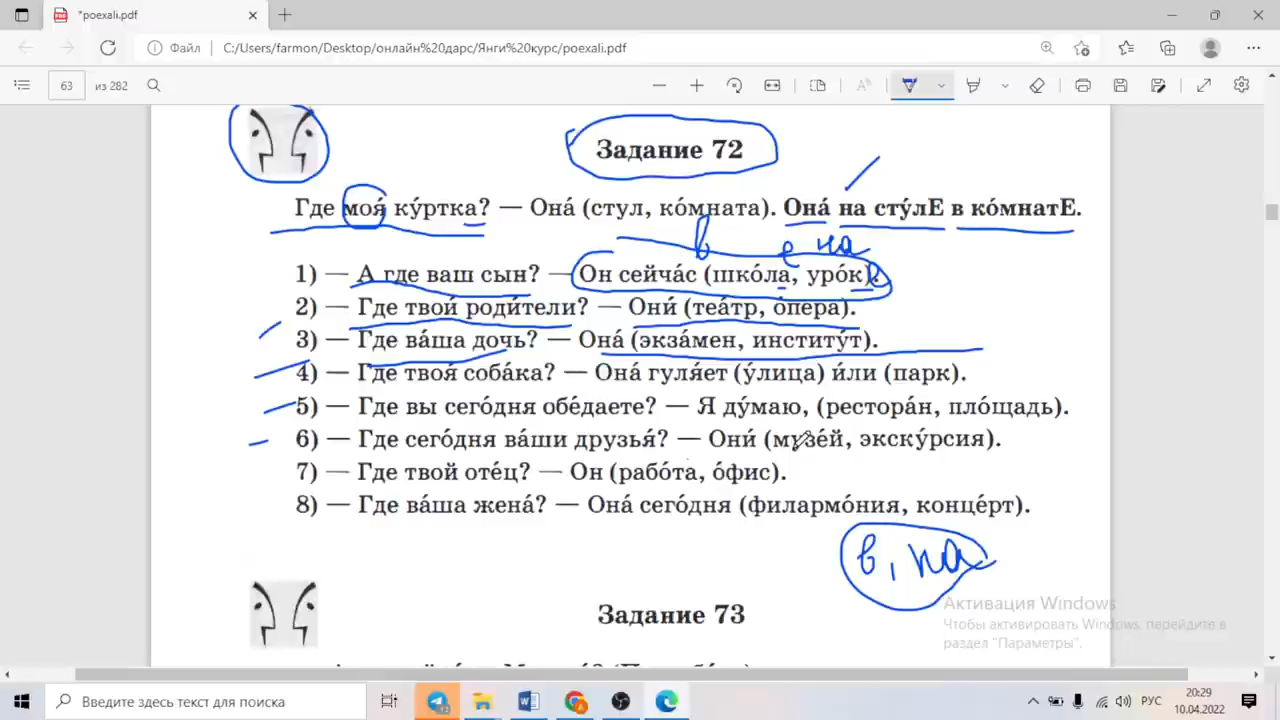 *poexali.pdf
Файл
C:/Users/farmon/Desktop/онлайн%20дарс/Янги%20курс/poexali.pdf
63 из 282
Задание 72
Где моя́ ку́ртка? — Она́ (стул, ко́мната). Она́ на сту́лЕ в ко́мнатЕ.
в е на
1) — А где ваш сын? — Он сейча́с (шко́ла, уро́к). е
2) — Где твои́ роди́тели? — Они́ (теа́тр, о́пера).
3) — Где ва́ша дочь? — Она́ (экза́мен, институ́т).
4) — Где твоя́ соба́ка? — Она́ гуля́ет (у́лица) и́ли (парк).
5) — Где вы сего́дня обе́даете? — Я ду́маю, (рестора́н, пло́щадь).
6) — Где сего́дня ва́ши друзья́? — Они́ (музе́й, экску́рсия).
7) — Где твой оте́ц? — Он (рабо́та, о́фис).
8) — Где ва́ша жена́? — Она́ сего́дня (филармо́ния, конце́рт).
в, на
Задание 73
Активация Windows
Чтобы активировать Windows, перейдите в
раздел "Параметры".
Введите здесь текст для поиска
РУС
20:29
10.04.2022